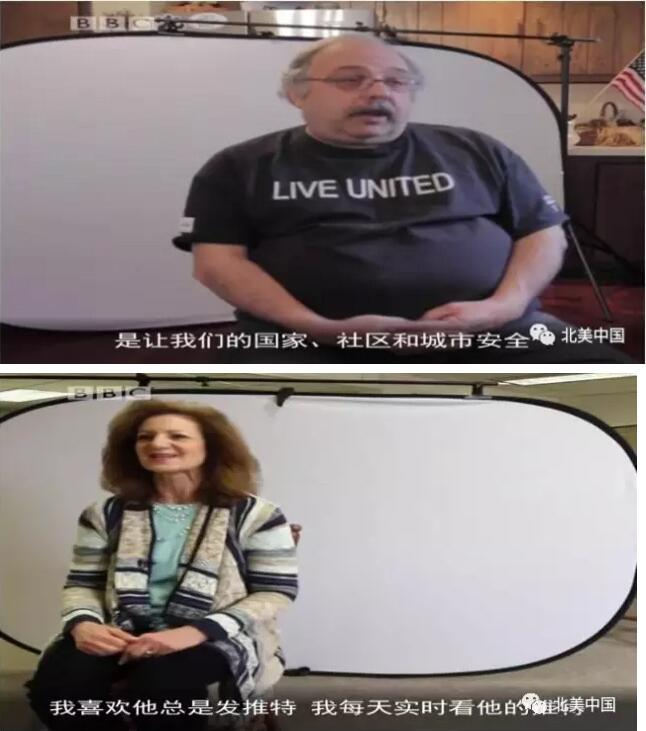 BBC
LIVE UNITED
是让我们的国家、社区和城市安全
北美中国
BBC
我喜欢他总是发推特 我每天实时看他的推特
北美中国